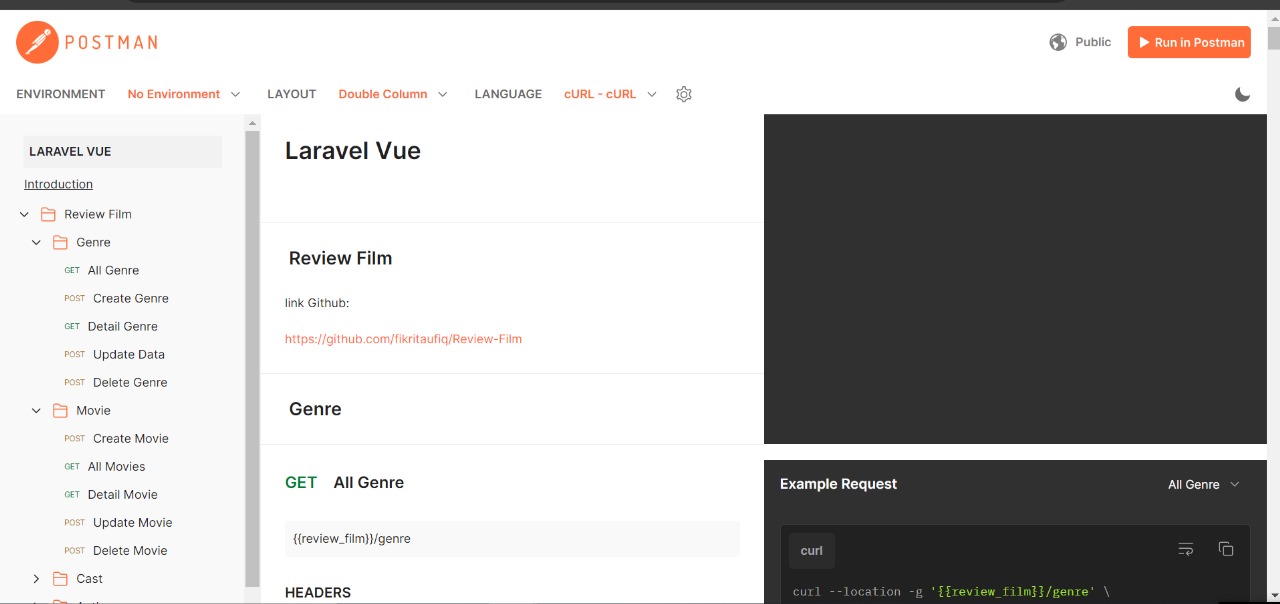 POSTMAN
Public
Run in Postman
ENVIRONMENT No Environment LAYOUT Double Column LANGUAGE cURL - cURL
LARAVEL VUE
Introduction
Review Film
Genre
GET All Genre
POST Create Genre
GET Detail Genre
POST Update Data
POST Delete Genre
Movie
POST Create Movie
GET All Movies
GET Detail Movie
POST Update Movie
POST Delete Movie
Cast
Laravel Vue
Review Film
link Github:
https://github.com/fikritaufiq/Review-Film
Genre
GET All Genre
{{review_film}}/genre
HEADERS
Example Request
All Genre
curl
curl --location -g '{{review_film}}/genre' \